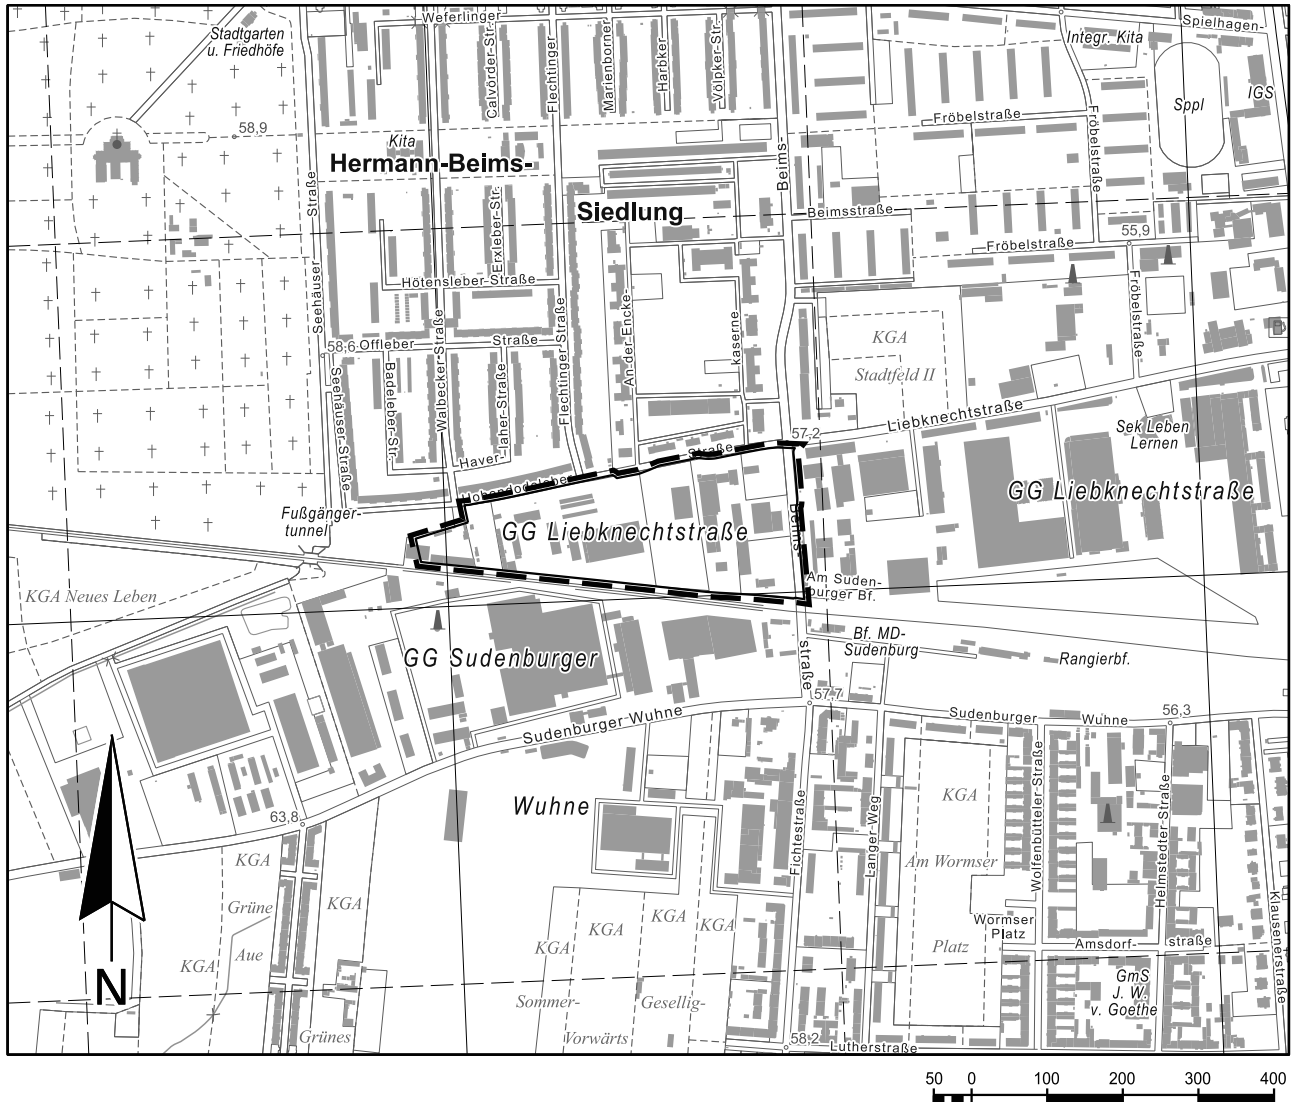 Weferlinger
Spielhagen-
Stadtgarten
u. Friedhöfe
Calvörder-Str.
Flechtinger
Marienborner
Harbker
Völpker-Str.
Integr. Kita
Sppl
IGS
58,9
Kita
Hermann-Beims-
Siedlung
Beims-
Fröbelstraße
Fröbelstraße
Straße
Seehäuser
Erxleber-Str.
Beimsstraße
Fröbelstraße
55,9
Fröbelstraße
Hötensleber-Straße
An-der-Encke-
kaserne
KGA
Stadtfeld II
58,6
Offleber
Straße
Walbecker-Straße
Flechtinger-Straße
Seehäuser-Straße
Badeleber-Str.
Haver-
laher-Straße
Liebknechtstraße
57,2
Straße
Hohendodeleber
Sek Leben
Lernen
GG Liebknechtstraße
GG Liebknechtstraße
Beims-
Fußgänger-
tunnel
KGA Neues Leben
Am Suden-
burger Bf.
Bf. MD-
Sudenburg
Rangierbf.
GG Sudenburger
straße
57,7
Sudenburger Wuhne
Sudenburger
Wuhne
56,3
Wuhne
63,8
KGA
Grüne
Aue
KGA
KGA
Grünes
Fichtestraße
Langer-Weg
KGA
Am Wormser
Platz
Wolfenbütteler-Straße
Helmstedter-Straße
Klausenerstraße
Wormser
Platz
Amsdorf-
straße
KGA
KGA
KGA
KGA
Sommer-
Gesellig-
Vorwärts
GmS
J. W.
v. Goethe
58,2
Lutherstraße
N
50 0 100 200 300 400